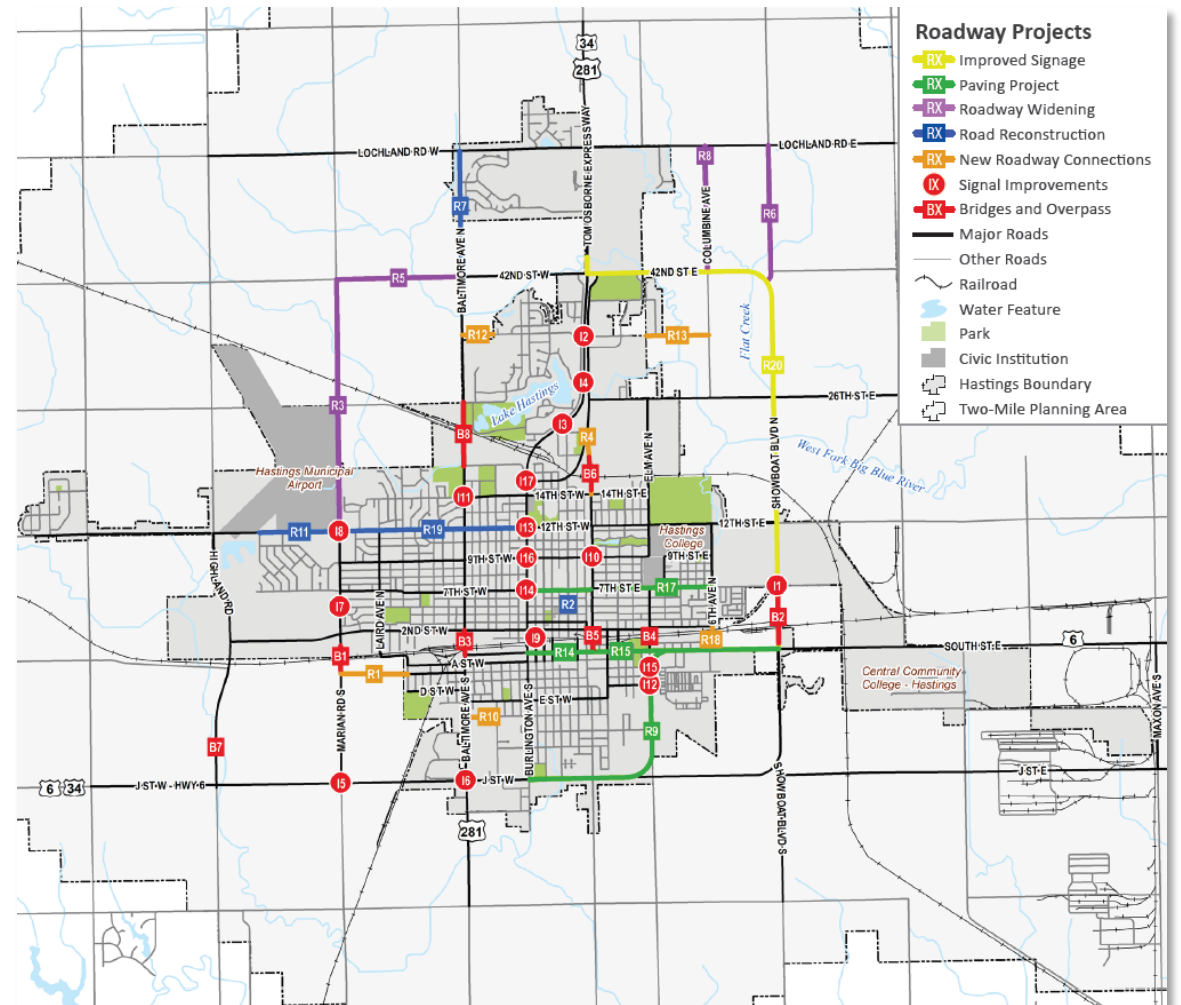 Roadway Projects
RX Improved Signage
RX Paving Project
RX Roadway Widening
RX Road Reconstruction
RX New Roadway Connections
IX Signal Improvements
BX Bridges and Overpass
Major Roads
Other Roads
Railroad
Water Feature
Park
Civic Institution
Hastings Boundary
Two-Mile Planning Area
34
281
TOM OSBORNE EXPRESSWAY
LOCHLAND RD W
LOCHLAND RD E
R8
COLUMBINE AVE
R7
R6
BALTIMORE AVE N
R5
42ND ST W
42ND ST E
R12
I2
R13
Flat Creek
R20
I4
Lake Hastings
26TH ST E
R3
I3
B8
R4
ELM AVE N
SHOWBOAT BLVD N
West Fork Big Blue River
Hastings Municipal
Airport
I17
B6
I11
14TH ST W
14TH ST E
R11
I8
R19
I13
12TH ST W
12TH ST E
Hastings
College
HIGHLAND RD
9TH ST W
I16
I10
9TH ST E
7TH ST W
I14
7TH ST E
R17
I1
6TH AVE N
I7
LAIRD AVE N
R2
B2
2ND ST W
B3
I9
B5
B4
R18
6
SOUTH ST E
B1
R14
R15
A ST W
R1
I15
Central Community
College - Hastings
D ST W
I12
E ST W
R10
R9
MARIAN RD S
BALTIMORE AVE S
BURLINGTON AVE S
MAXON AVE S
B7
6 34
J ST W - HWY 6
I5
I6
J ST W
J ST E
SHOWBOAT BLVD S
281